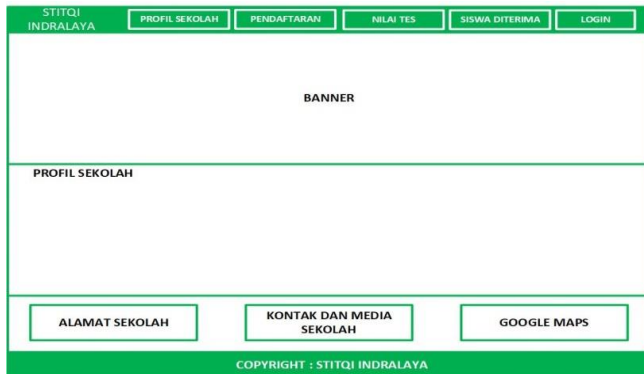 STITQI
INDRALAYA
PROFIL SEKOLAH
PENDAFTARAN
NILAI TES
SISWA DITERIMA
LOGIN
BANNER
PROFIL SEKOLAH
ALAMAT SEKOLAH
KONTAK DAN MEDIA
SEKOLAH
GOOGLE MAPS
COPYRIGHT : STITQI INDRALAYA